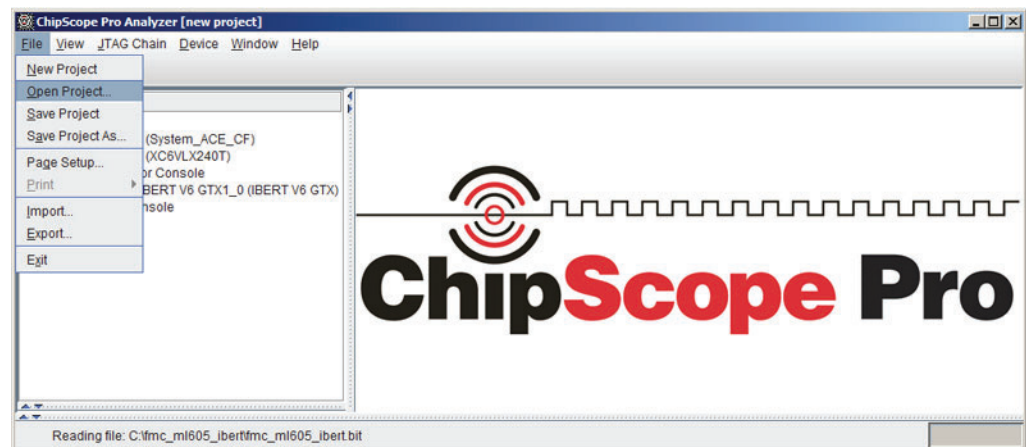 ChipScope Pro Analyzer [new project]
File View JTAG Chain Device Window Help
New Project
Open Project...
Save Project
Save Project As...
(System_ACE_CF)
(XC6VLX240T)
Page Setup...
or Console
Print
IBERT V6 GTX1_0 (IBERT V6 GTX)
Import...
Export...
Exit
ChipScope Pro
Reading file: C:\fmc_ml605_ibert\fmc_ml605_ibert.bit